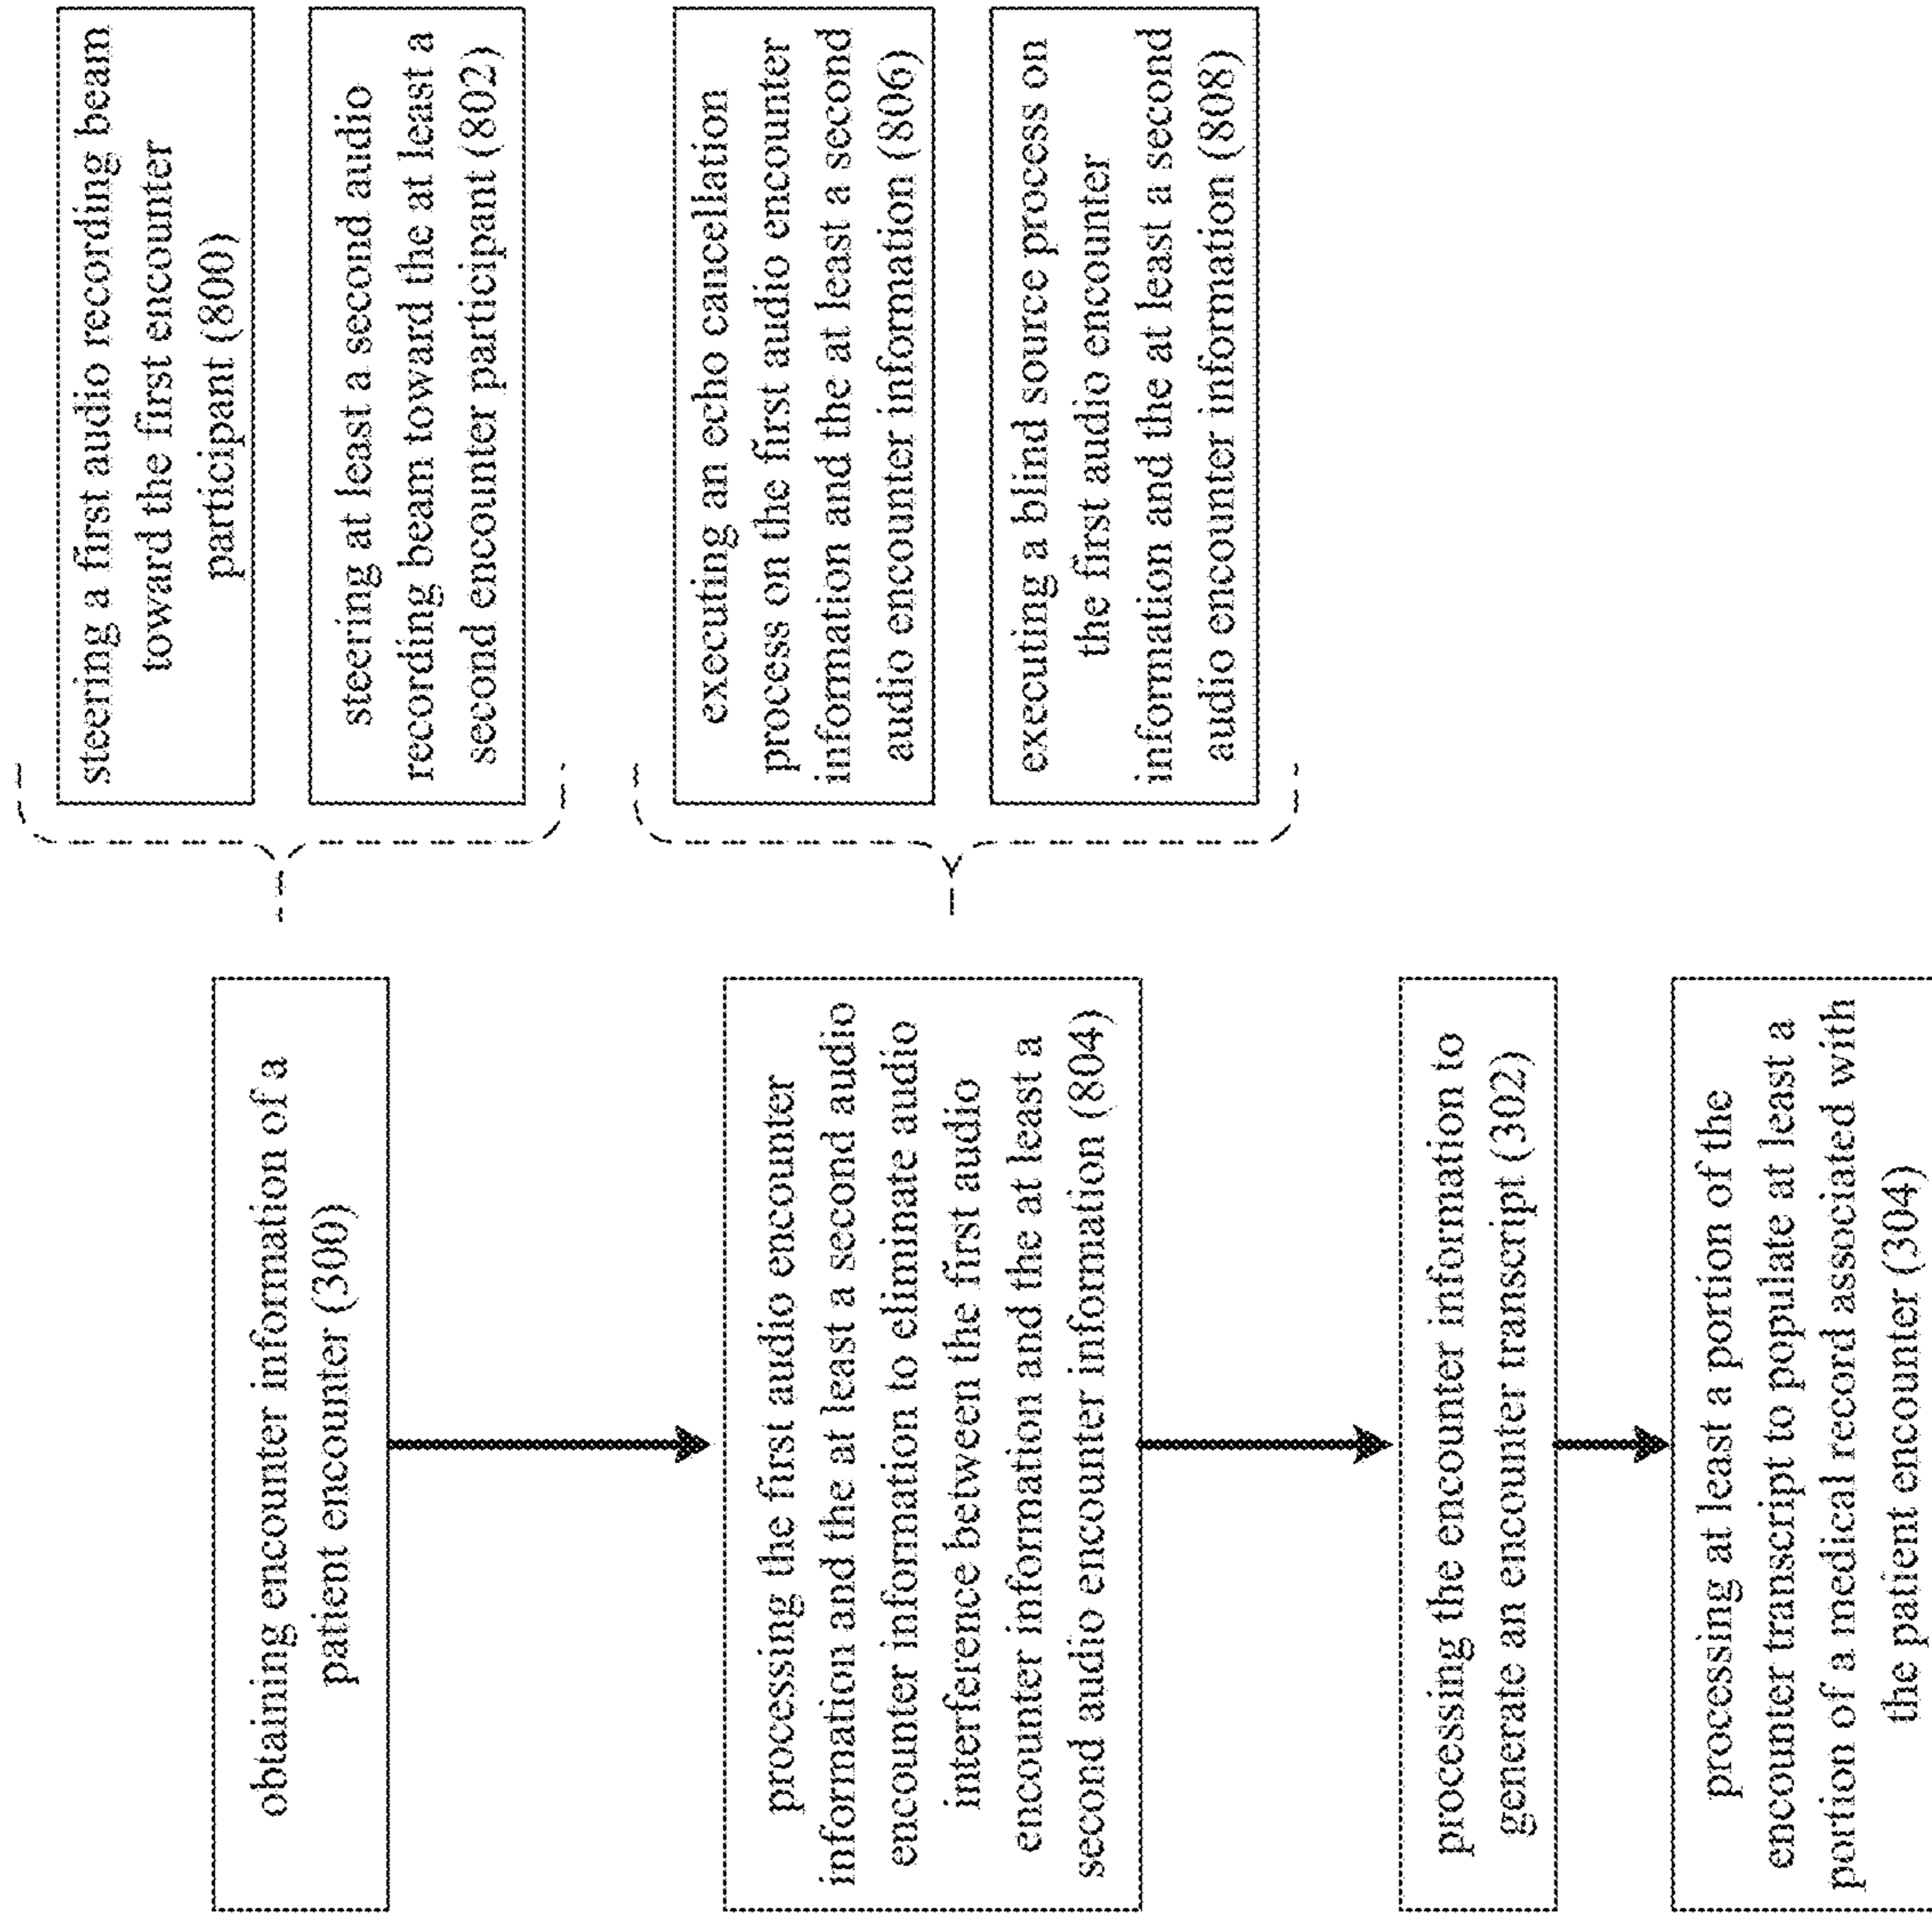 obtaining encounter information of a
patient encounter (300)
steering a first audio recording beam
toward the first encounter
participant (800)
steering at least a second audio
recording beam toward the at least a
second encounter participant (802)
processing the first audio encounter
information and the at least a second audio
encounter information to eliminate audio
interference between the first audio
encounter information and the at least a
second audio encounter information (804)
executing an echo cancellation
process on the first audio encounter
information and the at least a second
audio encounter information (806)
executing a blind source process on
the first audio encounter
information and the at least a second
audio encounter information (808)
processing the encounter information to
generate an encounter transcript (302)
processing at least a portion of the
encounter transcript to populate at least a
portion of a medical record associated with
the patient encounter (304)